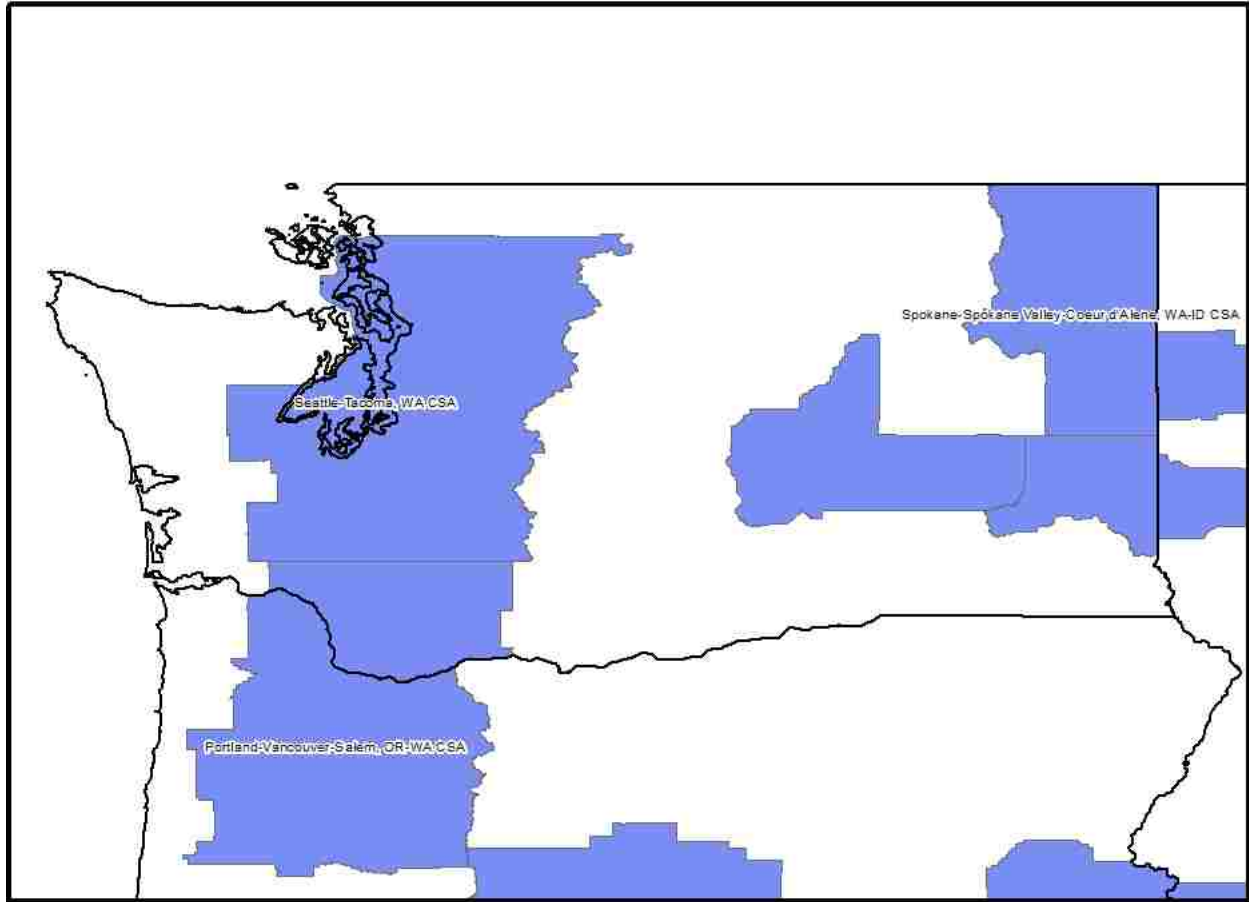 Spokane-Spokane Valley-Coeur d'Alene, WA-ID CSA
Seattle-Tacoma, WA CSA
Portland-Vancouver-Salem, OR-WA CSA